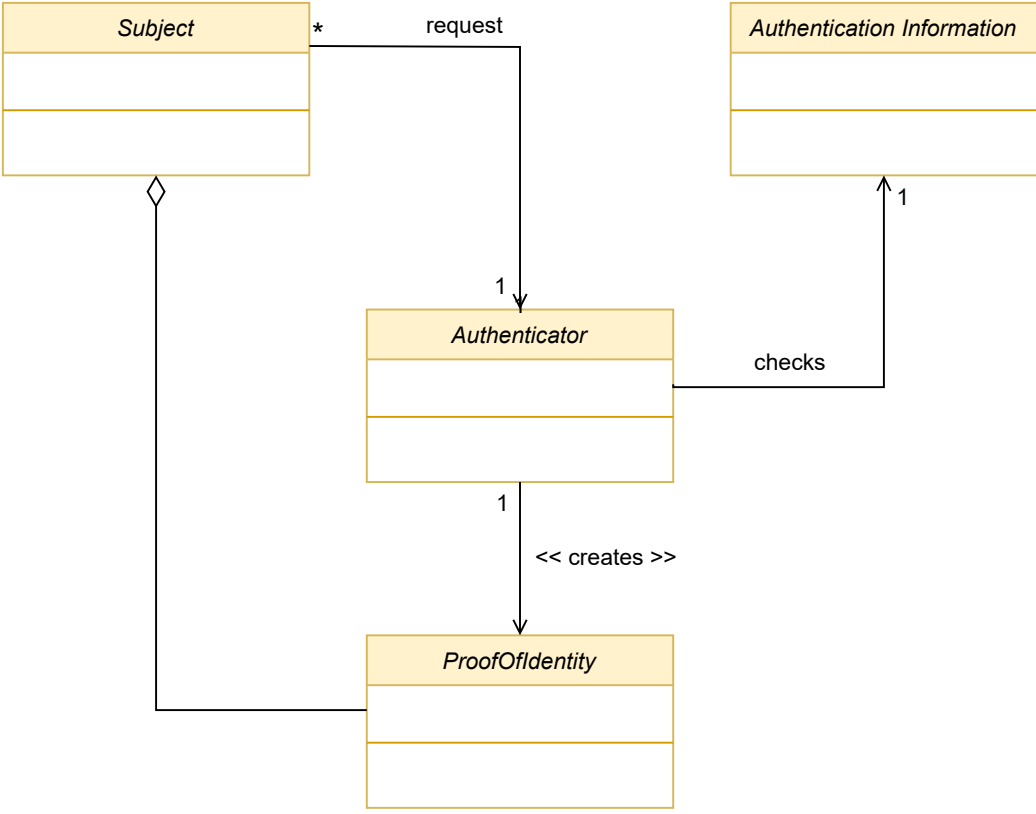 Subject
*
request
Authentication Information
1
1
Authenticator
checks
1
<< creates >>
ProofOfIdentity